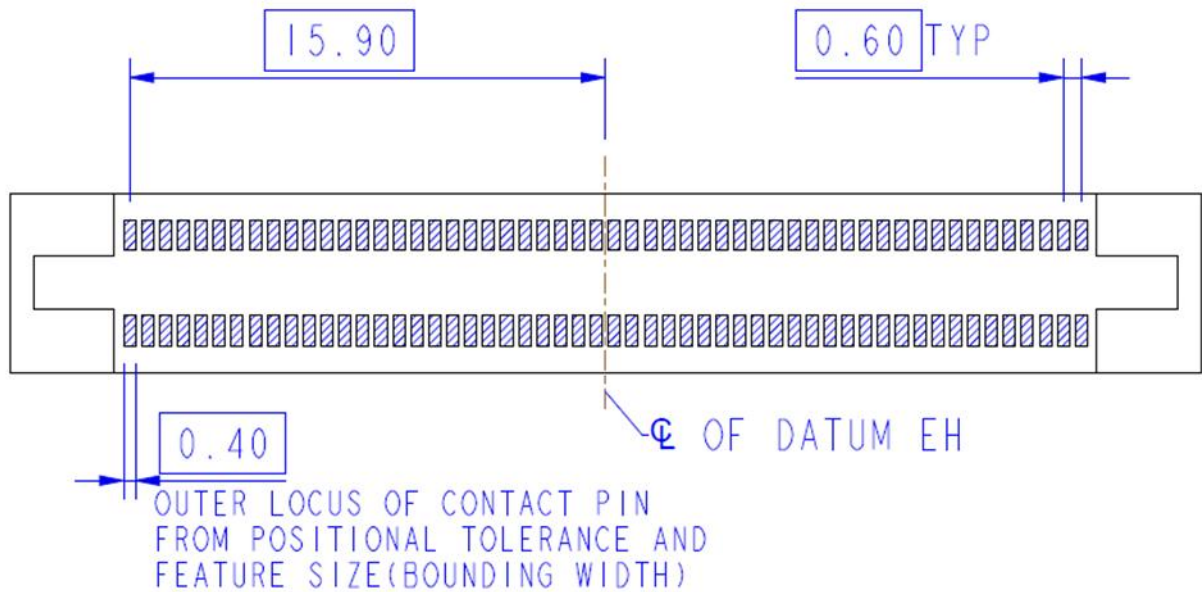 15.90
0.60 TYP
℄ OF DATUM EH
0.40
OUTER LOCUS OF CONTACT PIN
FROM POSITIONAL TOLERANCE AND
FEATURE SIZE(BOUNDING WIDTH)